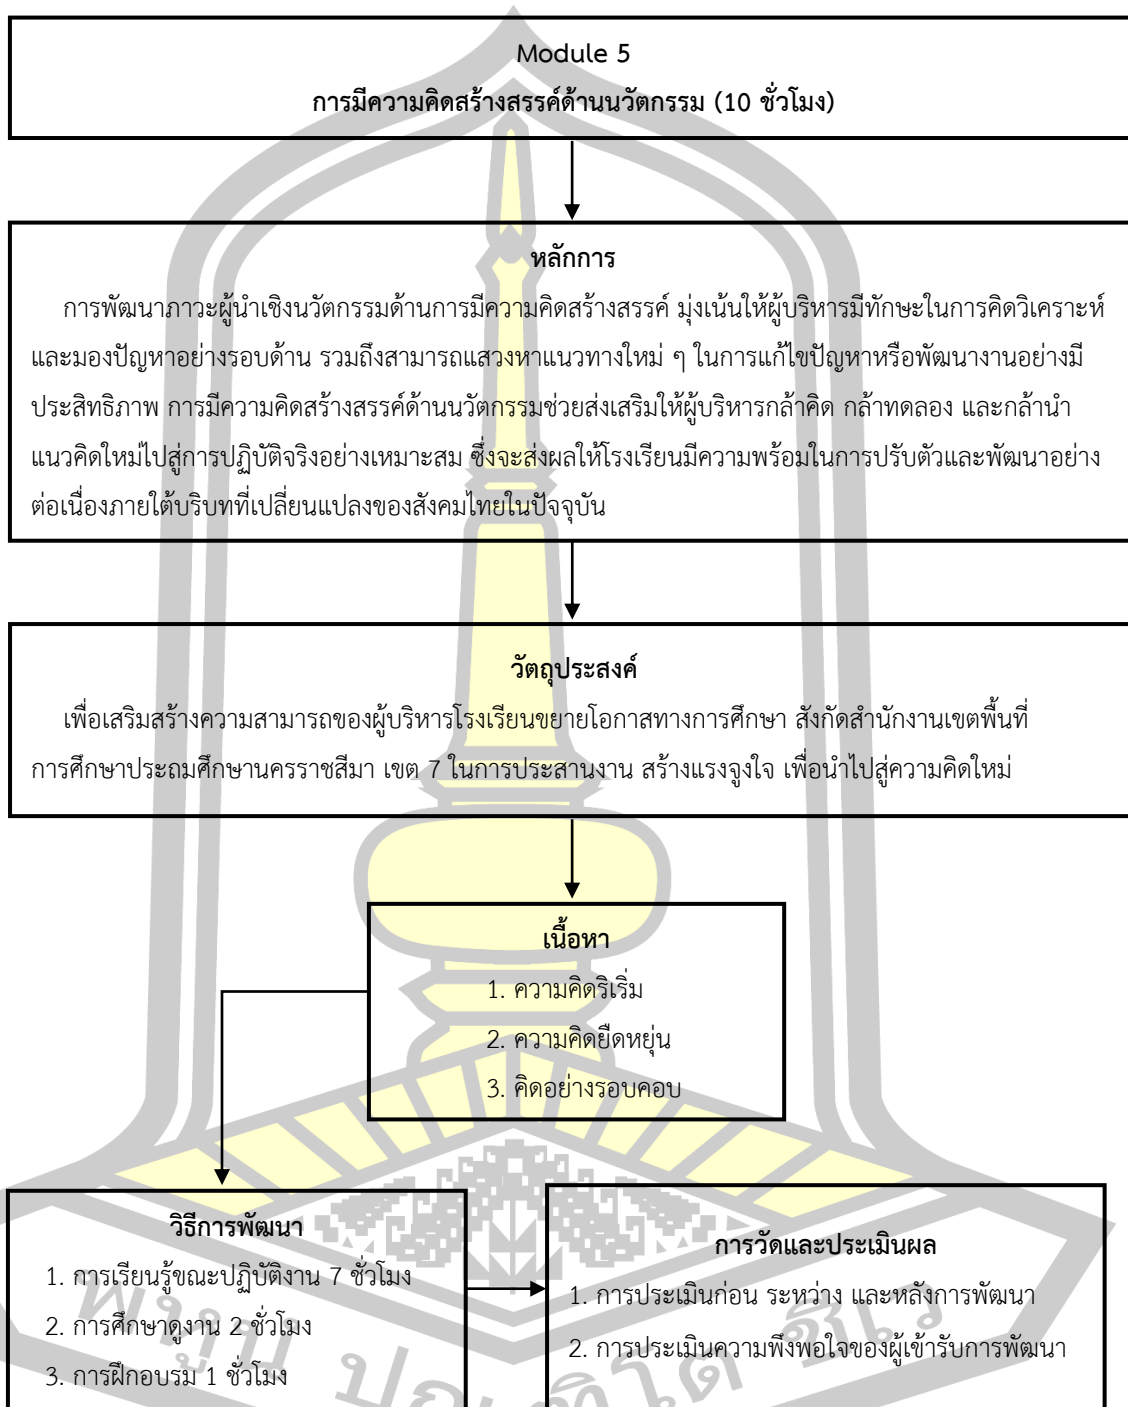 Module 5
การมีความคิดสร้างสรรค์ด้านนวัตกรรม (10 ชั่วโมง)
หลักการ
การพัฒนาภาวะผู้นำเชิงนวัตกรรมด้านการมีความคิดสร้างสรรค์ มุ่งเน้นให้ผู้บริหารมีทักษะในการคิดวิเคราะห์
และมองปัญหาอย่างรอบด้าน รวมถึงสามารถแสวงหาแนวทางใหม่ ๆ ในการแก้ไขปัญหาหรือพัฒนางานอย่างมี
ประสิทธิภาพ การมีความคิดสร้างสรรค์ด้านนวัตกรรมช่วยส่งเสริมให้ผู้บริหารกล้าคิด กล้าทดลอง และกล้านำ
แนวคิดใหม่ไปสู่การปฏิบัติจริงอย่างเหมาะสม ซึ่งจะส่งผลให้โรงเรียนมีความพร้อมในการปรับตัวและพัฒนาอย่าง
ต่อเนื่องภายใต้บริบทที่เปลี่ยนแปลงของสังคมไทยในปัจจุบัน
วัตถุประสงค์
เพื่อเสริมสร้างความสามารถของผู้บริหารโรงเรียนขยายโอกาสทางการศึกษา สังกัดสำนักงานเขตพื้นที่
การศึกษาประถมศึกษานครราชสีมา เขต 7 ในการประสานงาน สร้างแรงจูงใจ เพื่อนำไปสู่ความคิดใหม่
เนื้อหา
1. ความคิดริเริ่ม
2. ความคิดยืดหยุ่น
3. คิดอย่างรอบคอบ
วิธีการพัฒนา
1. การเรียนรู้ขณะปฏิบัติงาน 7 ชั่วโมง
2. การศึกษาดูงาน 2 ชั่วโมง
3. การฝึกอบรม 1 ชั่วโมง
การวัดและประเมินผล
1. การประเมินก่อน ระหว่าง และหลังการพัฒนา
2. การประเมินความพึงพอใจของผู้เข้ารับการพัฒนา